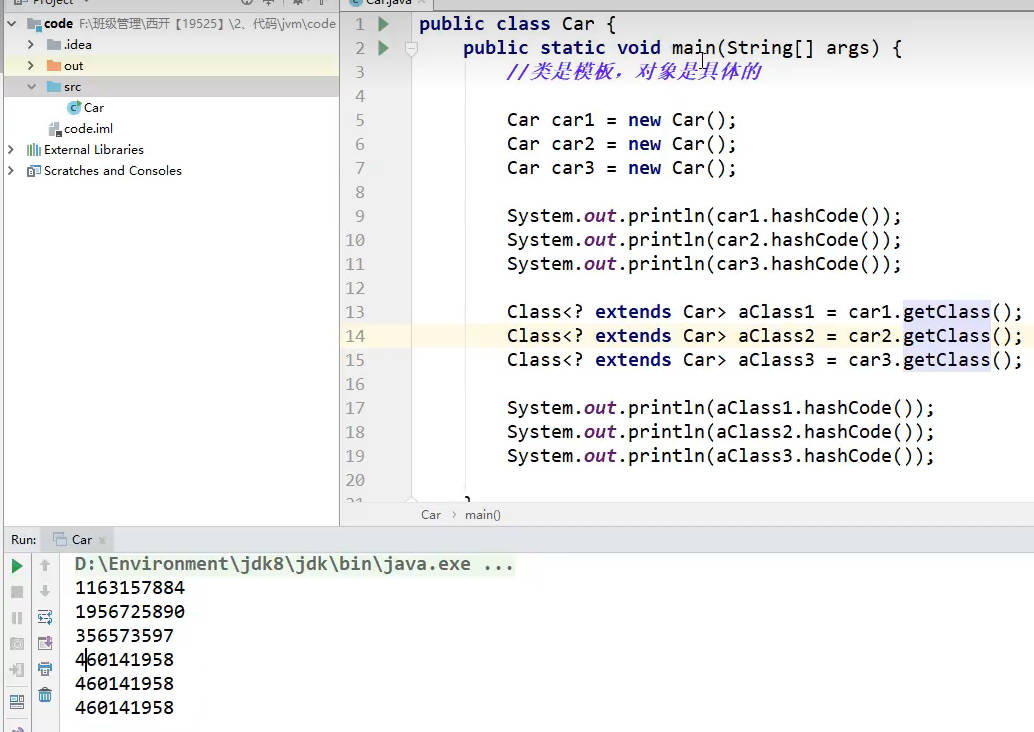 Project
code F:\班级管理\西开【19525】\2、代码\jvm\code
.idea
out
src
Car
code.iml
External Libraries
Scratches and Consoles
Car.java
1 public class Car {
2 public static void main(String[] args) {
3 //类是模板，对象是具体的
4
5 Car car1 = new Car();
6 Car car2 = new Car();
7 Car car3 = new Car();
8
9 System.out.println(car1.hashCode());
10 System.out.println(car2.hashCode());
11 System.out.println(car3.hashCode());
12
13 Class<? extends Car> aClass1 = car1.getClass();
14 Class<? extends Car> aClass2 = car2.getClass();
15 Class<? extends Car> aClass3 = car3.getClass();
16
17 System.out.println(aClass1.hashCode());
18 System.out.println(aClass2.hashCode());
19 System.out.println(aClass3.hashCode());
20
21 }
Car › main()
Run: Car
D:\Environment\jdk8\jdk\bin\java.exe ...
1163157884
1956725890
356573597
460141958
460141958
460141958